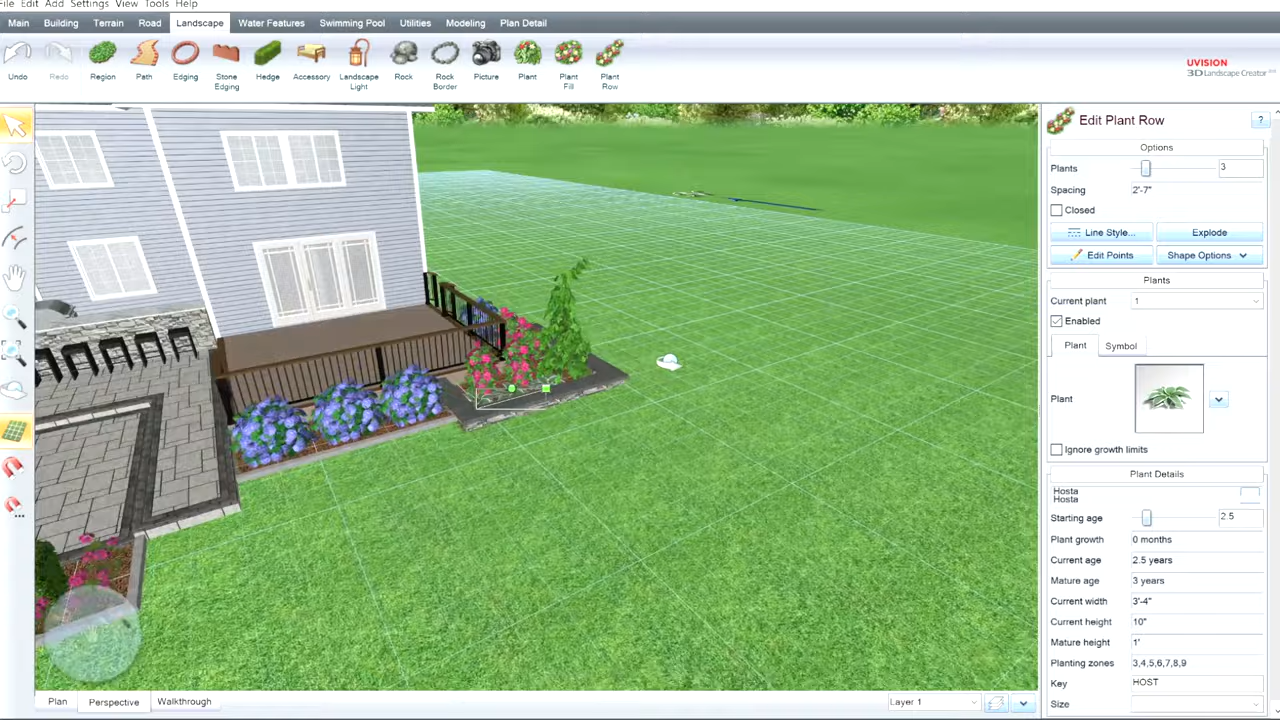 File Edit Add Settings View Tools Help
Main Building Terrain Road Landscape Water Features Swimming Pool Utilities Modeling Plan Detail
Undo Redo Region Path Edging Stone Edging Hedge Accessory Landscape Light Rock Rock Border Picture Plant Plant Fill Plant Row
UVISION
3D Landscape Creator
Edit Plant Row ?
Options
Plants 3
Spacing 2'-7"
Closed
Line Style... Explode
Edit Points Shape Options
Plants
Current plant 1
Enabled
Plant Symbol
Plant
Ignore growth limits
Plant Details
Hosta
Hosta
Starting age 2.5
Plant growth 0 months
Current age 2.5 years
Mature age 3 years
Current width 3'-4"
Current height 10"
Mature height 1'
Planting zones 3,4,5,6,7,8,9
Key HOST
Size
Plan Perspective Walkthrough Layer 1